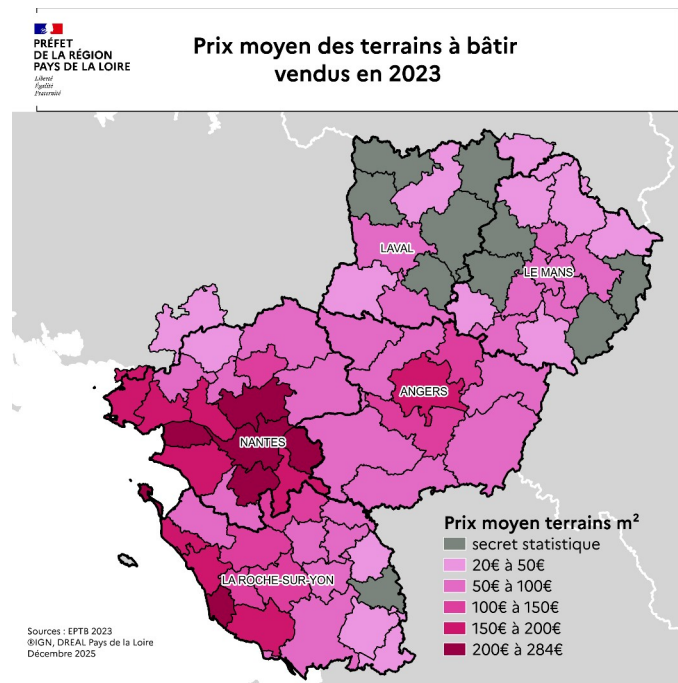 PRÉFET
DE LA RÉGION
PAYS DE LA LOIRE
Liberté
Égalité
Fraternité
Prix moyen des terrains à bâtir
vendus en 2023
LAVAL
LE MANS
ANGERS
NANTES
LA ROCHE-SUR-YON
Prix moyen terrains m²
secret statistique
20€ à 50€
50€ à 100€
100€ à 150€
150€ à 200€
200€ à 284€
Sources : EPTB 2023
®IGN, DREAL Pays de la Loire
Décembre 2025